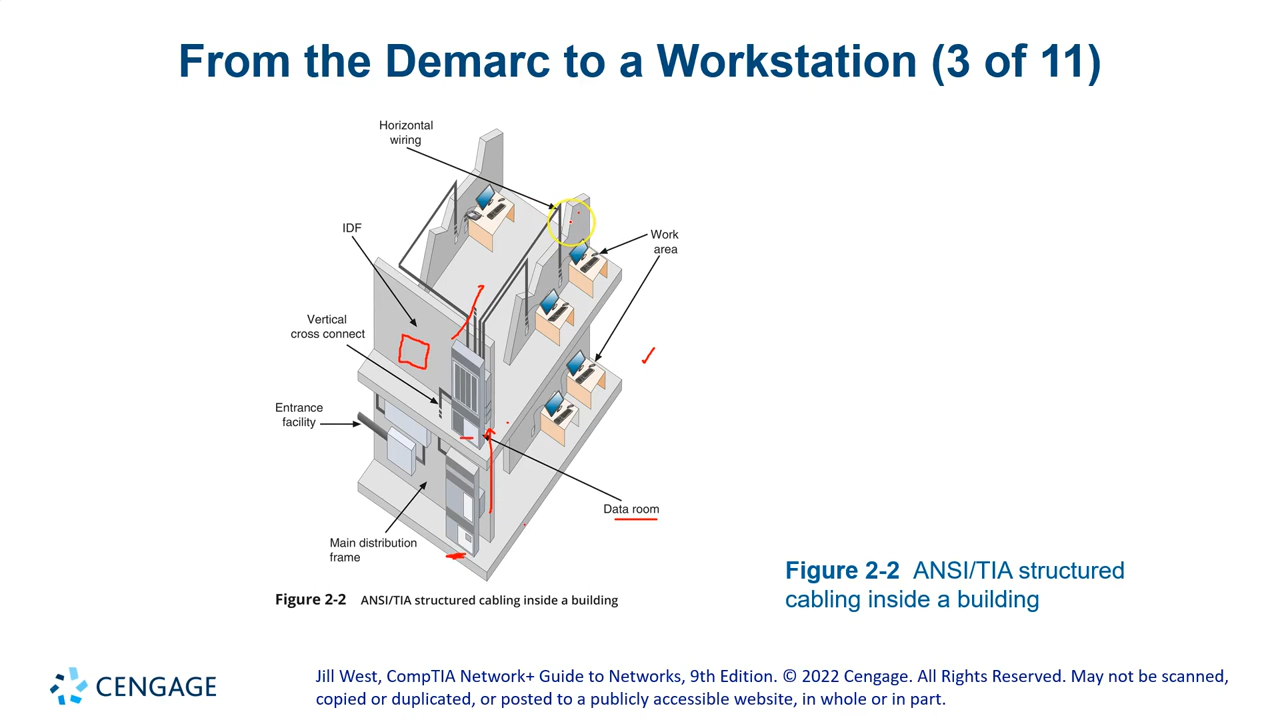 From the Demarc to a Workstation (3 of 11)
Horizontal
wiring
IDF
Work
area
Vertical
cross connect
Entrance
facility
Data room
Main distribution
frame
Figure 2-2 ANSI/TIA structured cabling inside a building
Figure 2-2 ANSI/TIA structured
cabling inside a building
CENGAGE
Jill West, CompTIA Network+ Guide to Networks, 9th Edition. © 2022 Cengage. All Rights Reserved. May not be scanned,
copied or duplicated, or posted to a publicly accessible website, in whole or in part.